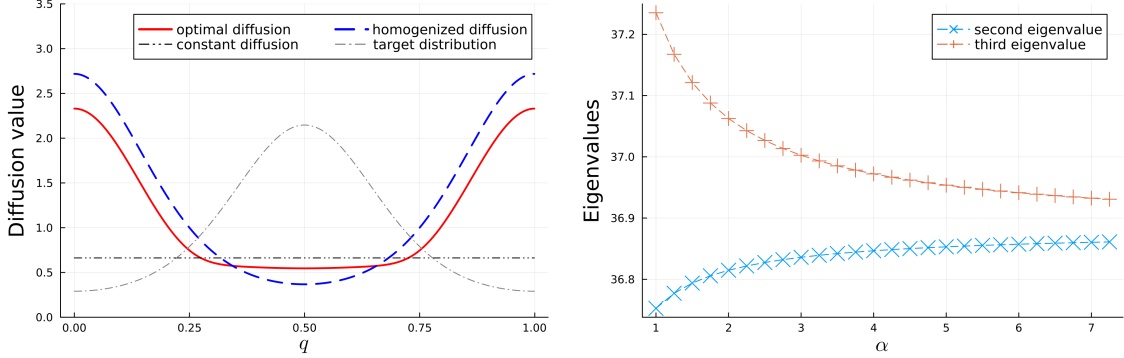 3.5
3.0
2.5
2.0
1.5
1.0
0.5
0.0
Diffusion value
optimal diffusion
homogenized diffusion
constant diffusion
target distribution
0.00
0.25
0.50
0.75
1.00
q
37.2
37.1
37.0
36.9
36.8
Eigenvalues
second eigenvalue
third eigenvalue
1
2
3
4
5
6
7
α